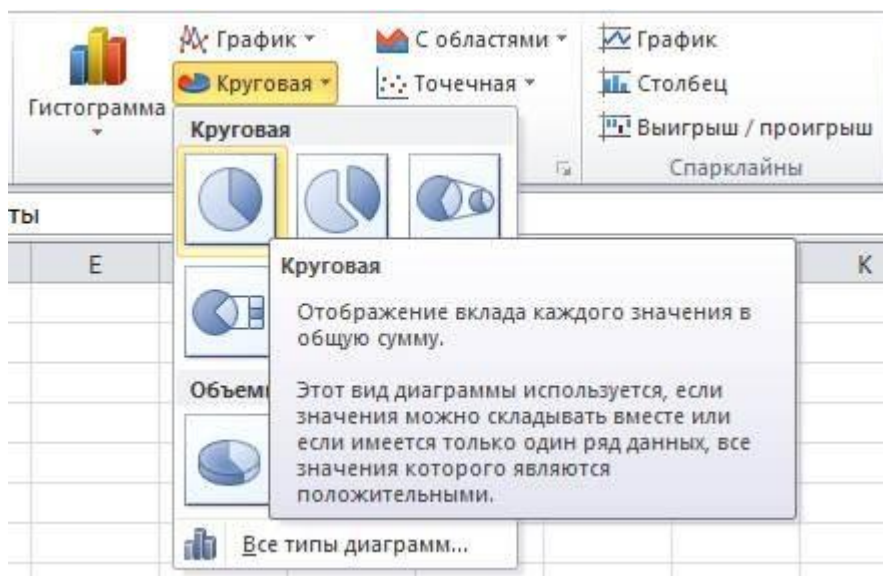 График
С областями
График
Круговая
Точечная
Столбец
Гистограмма
Выигрыш / проигрыш
Спарклайны
Круговая
ты
E
K
Круговая
Отображение вклада каждого значения в
общую сумму.
Этот вид диаграммы используется, если
значения можно складывать вместе или
если имеется только один ряд данных, все
значения которого являются
положительными.
Объем
Все типы диаграмм...